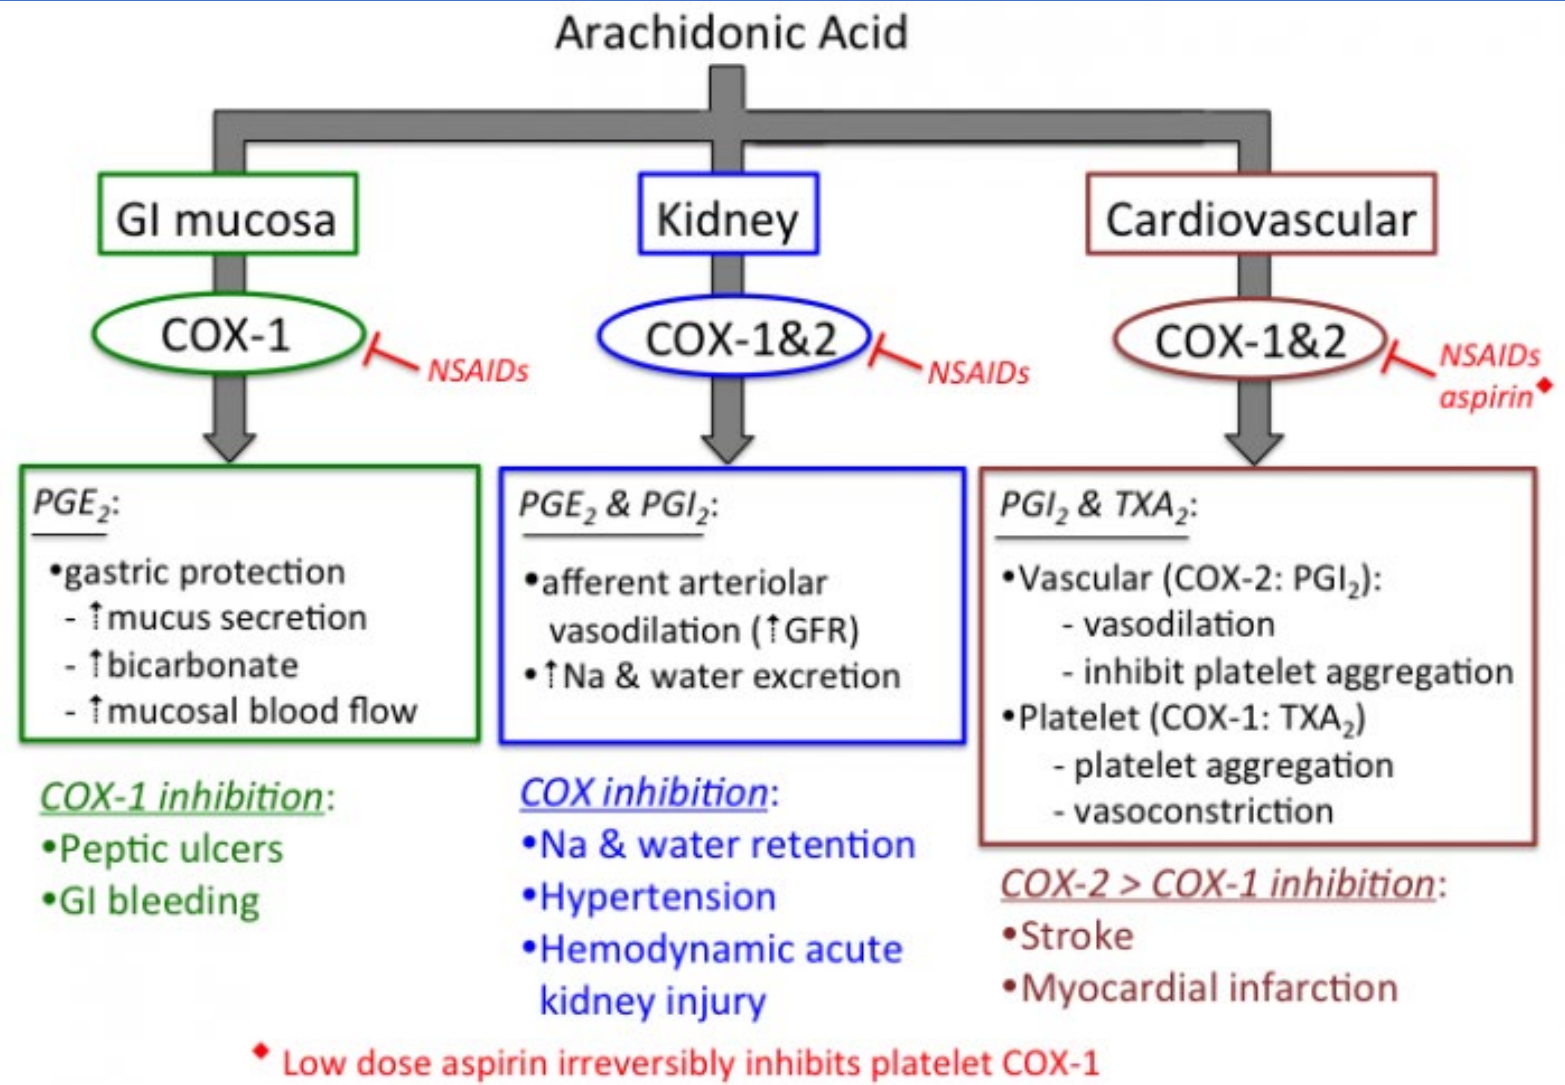 Arachidonic Acid
GI mucosa
COX-1
NSAIDs
PGE₂:
•gastric protection
- ↑mucus secretion
- ↑bicarbonate
- ↑mucosal blood flow
COX-1 inhibition:
•Peptic ulcers
•GI bleeding
Kidney
COX-1&2
NSAIDs
PGE₂ & PGI₂:
•afferent arteriolar
vasodilation (↑GFR)
•↑Na & water excretion
COX inhibition:
•Na & water retention
•Hypertension
•Hemodynamic acute
kidney injury
Cardiovascular
COX-1&2
NSAIDs
aspirin◆
PGI₂ & TXA₂:
•Vascular (COX-2: PGI₂):
- vasodilation
- inhibit platelet aggregation
•Platelet (COX-1: TXA₂)
- platelet aggregation
- vasoconstriction
COX-2 > COX-1 inhibition:
•Stroke
•Myocardial infarction
◆ Low dose aspirin irreversibly inhibits platelet COX-1